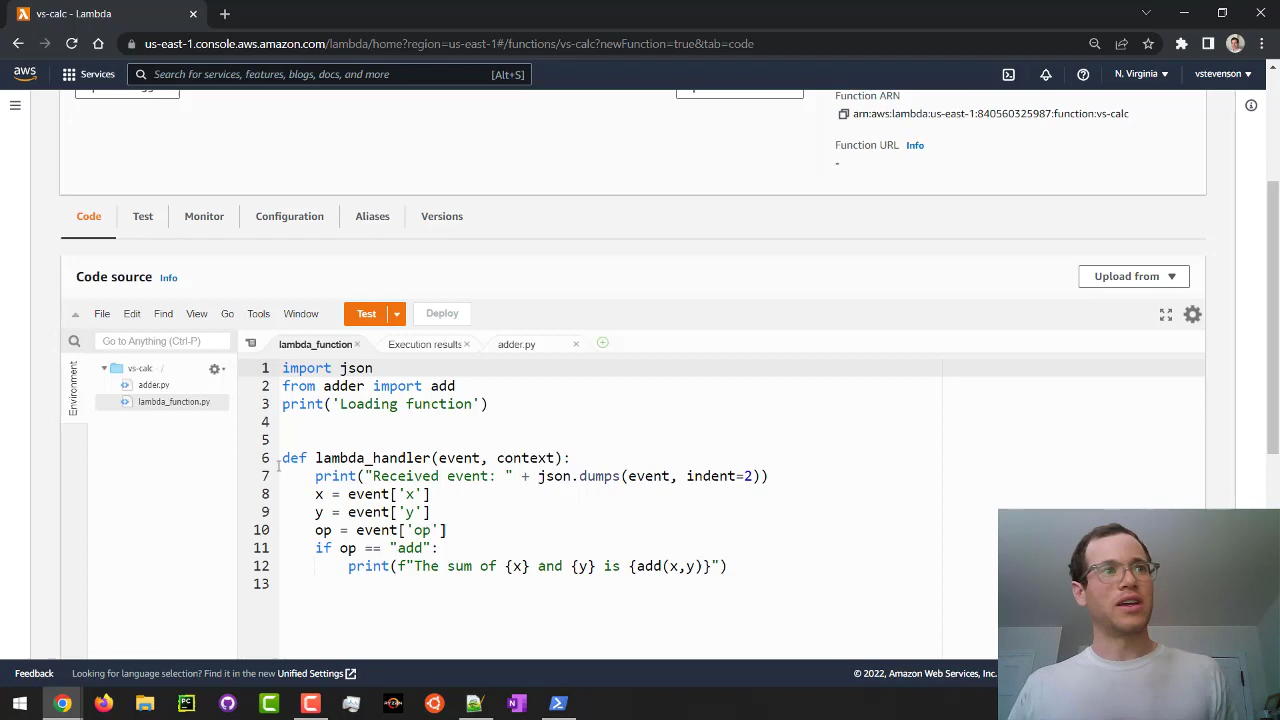 vs-calc - Lambda
us-east-1.console.aws.amazon.com/lambda/home?region=us-east-1#/functions/vs-calc?newFunction=true&tab=code
aws
Services
Search for services, features, blogs, docs, and more
[Alt+S]
N. Virginia
vstevenson
Function ARN
arn:aws:lambda:us-east-1:840560325987:function:vs-calc
Function URL Info
-
Code
Test
Monitor
Configuration
Aliases
Versions
Code source Info
Upload from
File Edit Find View Go Tools Window
Test
Deploy
Go to Anything (Ctrl-P)
lambda_function
Execution results
adder.py
Environment
vs-calc /
adder.py
lambda_function.py
1 import json
2 from adder import add
3 print('Loading function')
4
5
6 def lambda_handler(event, context):
7 print("Received event: " + json.dumps(event, indent=2))
8 x = event['x']
9 y = event['y']
10 op = event['op']
11 if op == "add":
12 print(f"The sum of {x} and {y} is {add(x,y)}")
13
Feedback
Looking for language selection? Find it in the new Unified Settings
© 2022, Amazon Web Services, Inc.
PC
RYZEN